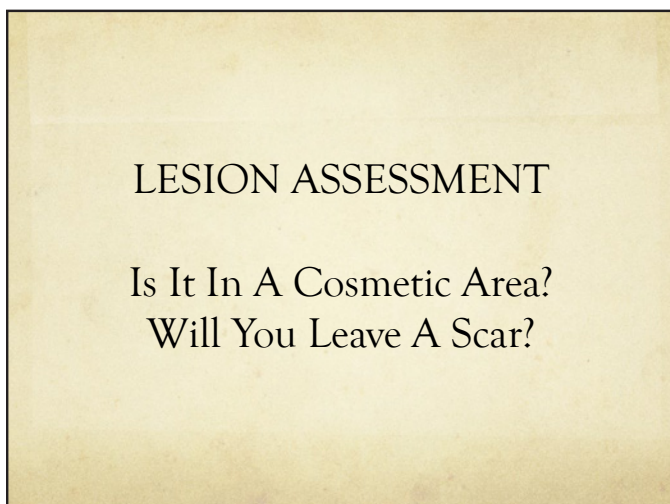 LESION ASSESSMENT
Is It In A Cosmetic Area?
Will You Leave A Scar?